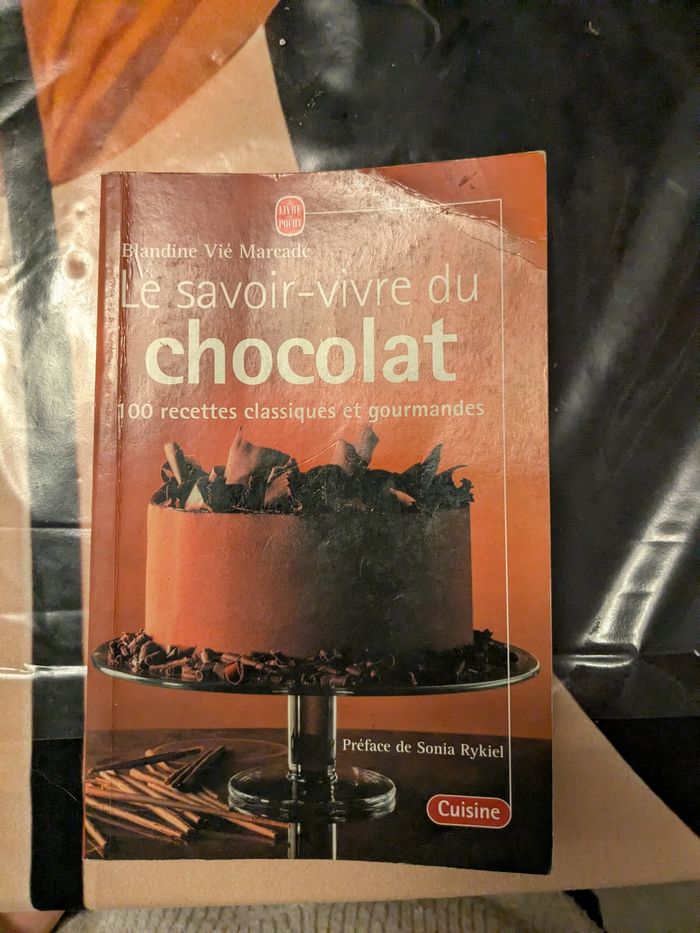 Le
LIVRE
de
POCHE
Blandine Vié Marcadé
Le savoir-vivre du
chocolat
100 recettes classiques et gourmandes
Préface de Sonia Rykiel
Cuisine